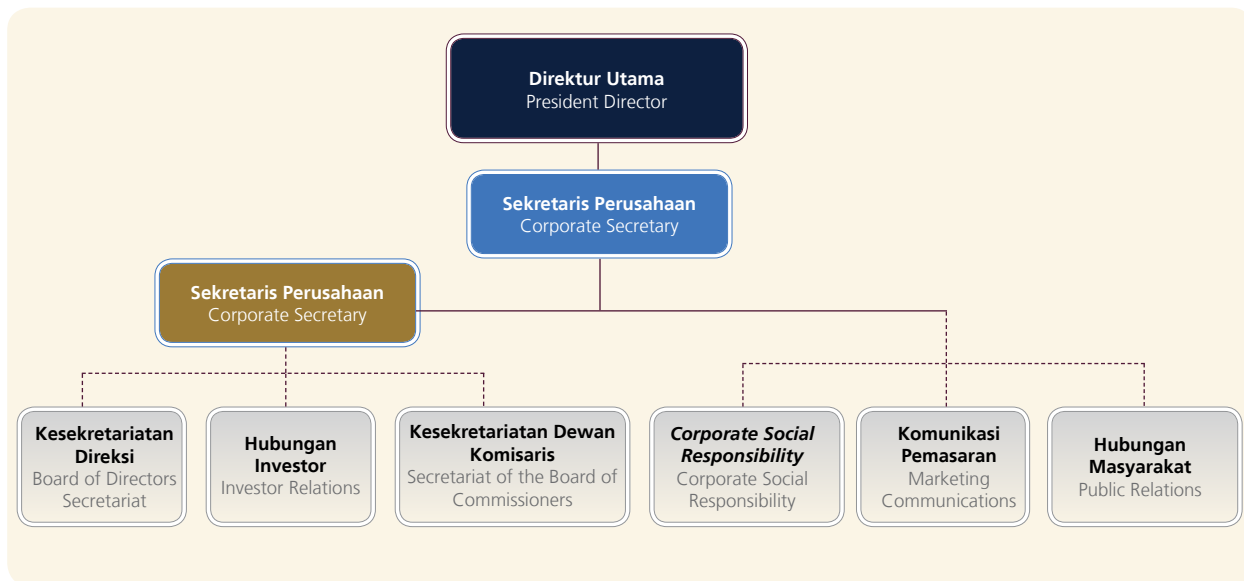 Direktur Utama
President Director
Sekretaris Perusahaan
Corporate Secretary
Sekretaris Perusahaan
Corporate Secretary
Kesekretariatan
Direksi
Board of Directors
Secretariat
Hubungan
Investor
Investor Relations
Kesekretariatan Dewan
Komisaris
Secretariat of the Board of
Commissioners
Corporate Social
Responsibility
Corporate Social
Responsibility
Komunikasi
Pemasaran
Marketing
Communications
Hubungan
Masyarakat
Public Relations